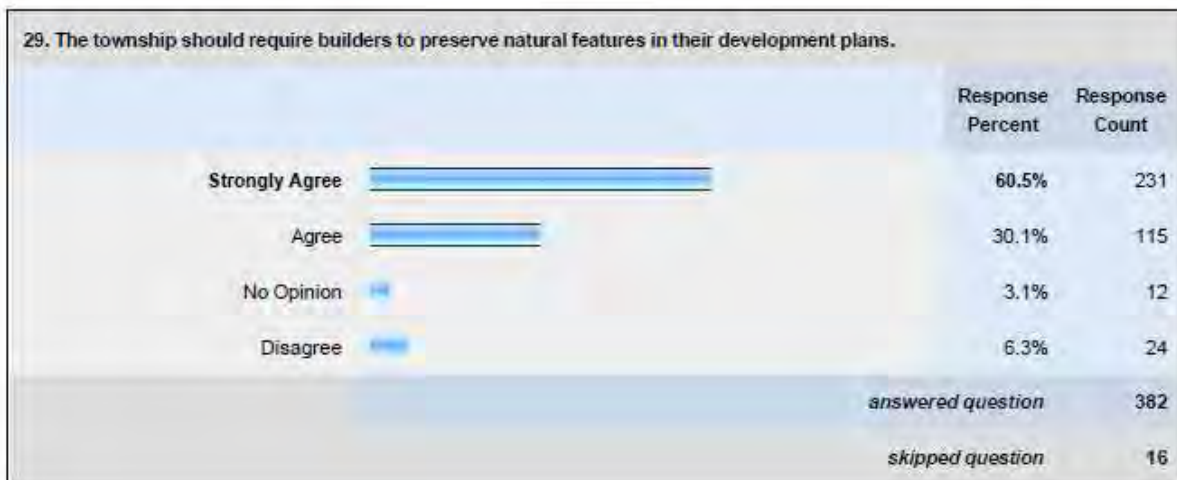 29. The township should require builders to preserve natural features in their development plans.
Response Response
Percent Count
Strongly Agree 60.5% 231
Agree 30.1% 115
No Opinion 3.1% 12
Disagree 6.3% 24
answered question 382
skipped question 16